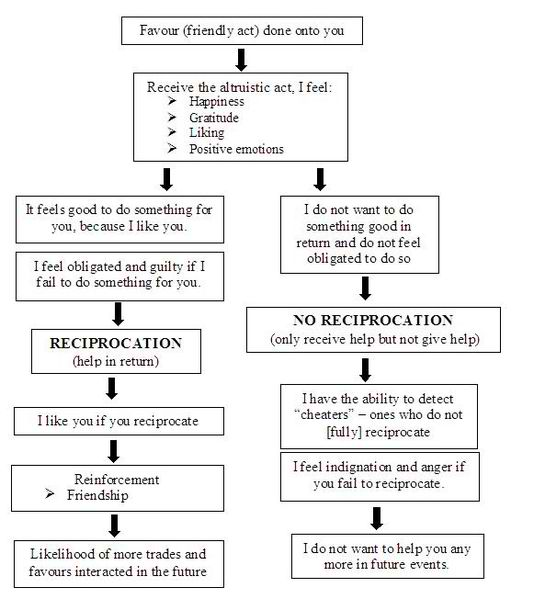 Favour (friendly act) done onto you
Receive the altruistic act, I feel:
➢ Happiness
➢ Gratitude
➢ Liking
➢ Positive emotions
It feels good to do something for
you, because I like you.
I feel obligated and guilty if I
fail to do something for you.
RECIPROCATION
(help in return)
I like you if you reciprocate
Reinforcement
➢ Friendship
Likelihood of more trades and
favours interacted in the future
I do not want to do
something good in
return and do not feel
obligated to do so
NO RECIPROCATION
(only receive help but not give help)
I have the ability to detect
“cheaters” – ones who do not
[fully] reciprocate
I feel indignation and anger if
you fail to reciprocate.
I do not want to help you any
more in future events.